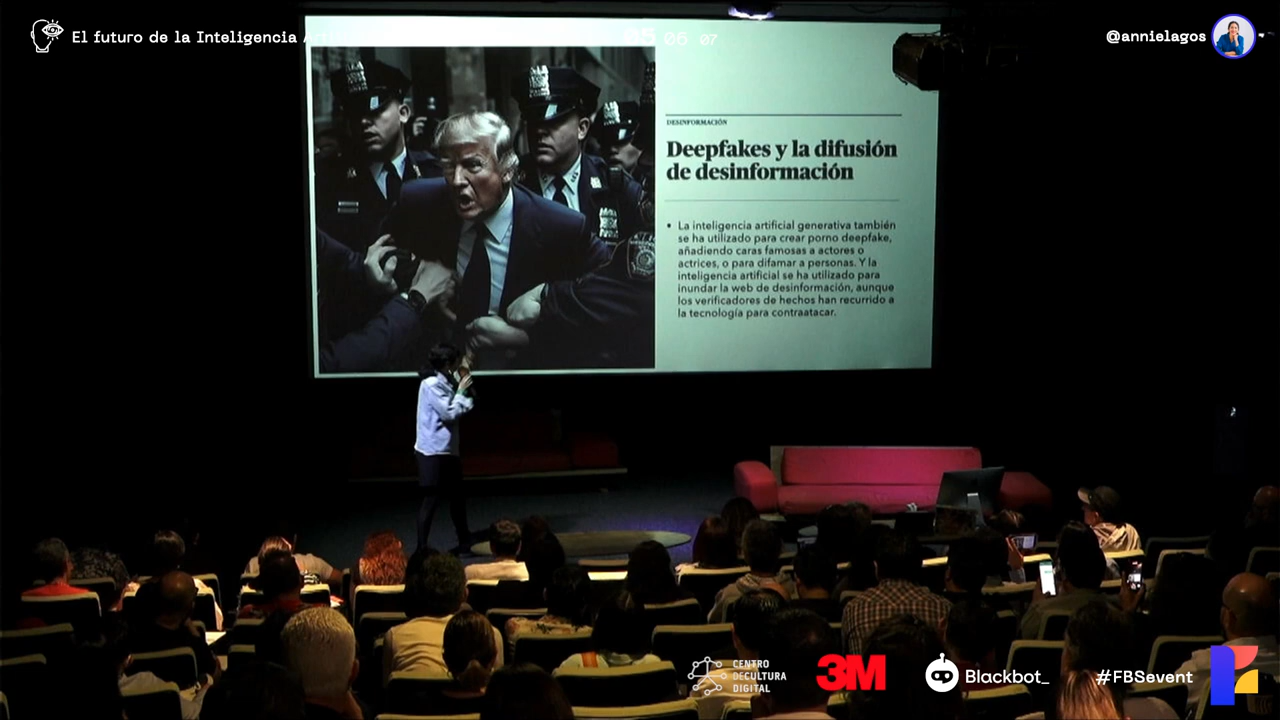 El futuro de la Inteligencia
05 06 07
@annielagos
DESINFORMACIÓN
Deepfakes y la difusión
de desinformación
• La inteligencia artificial generativa también
se ha utilizado para crear porno deepfake,
añadiendo caras famosas a actores o
actrices, o para difamar a personas. Y la
inteligencia artificial se ha utilizado para
inundar la web de desinformación, aunque
los verificadores de hechos han recurrido a
la tecnología para contraatacar.
CENTRO
DECULTURA
DIGITAL
3M
Blackbot_
#FBSevent